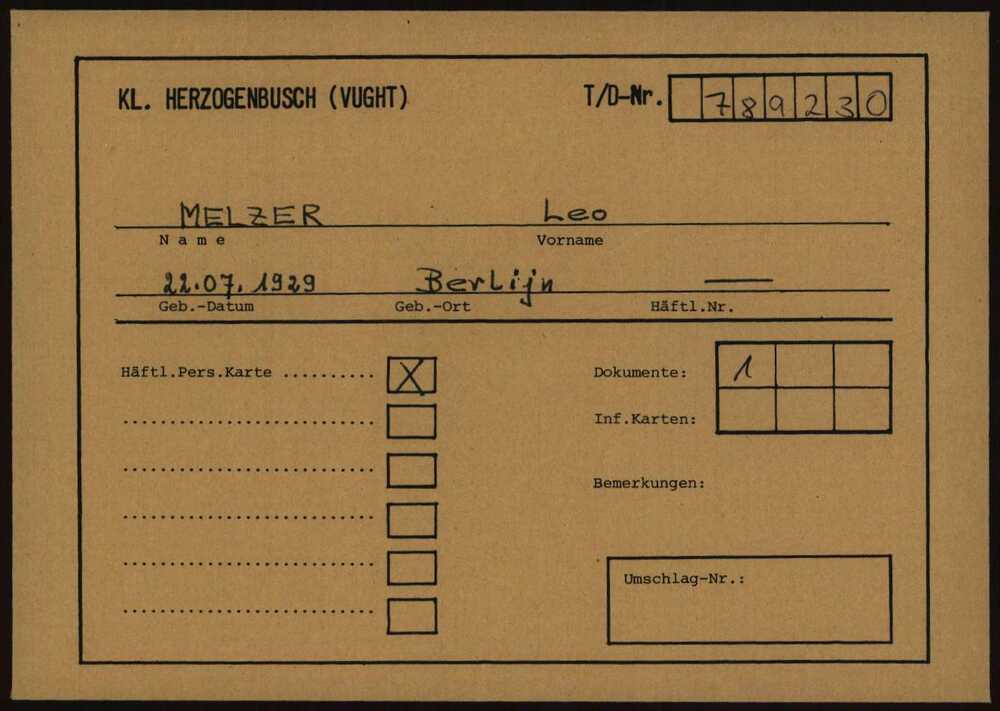 KL. HERZOGENBUSCH (VUGHT) T/D-Nr. 789230
MELZER Leo
Name Vorname
22.07.1929 Berlijn —
Geb.-Datum Geb.-Ort Häftl.Nr.
Häftl.Pers.Karte .......... X Dokumente: 1
Inf.Karten:
Bemerkungen:
Umschlag-Nr.: